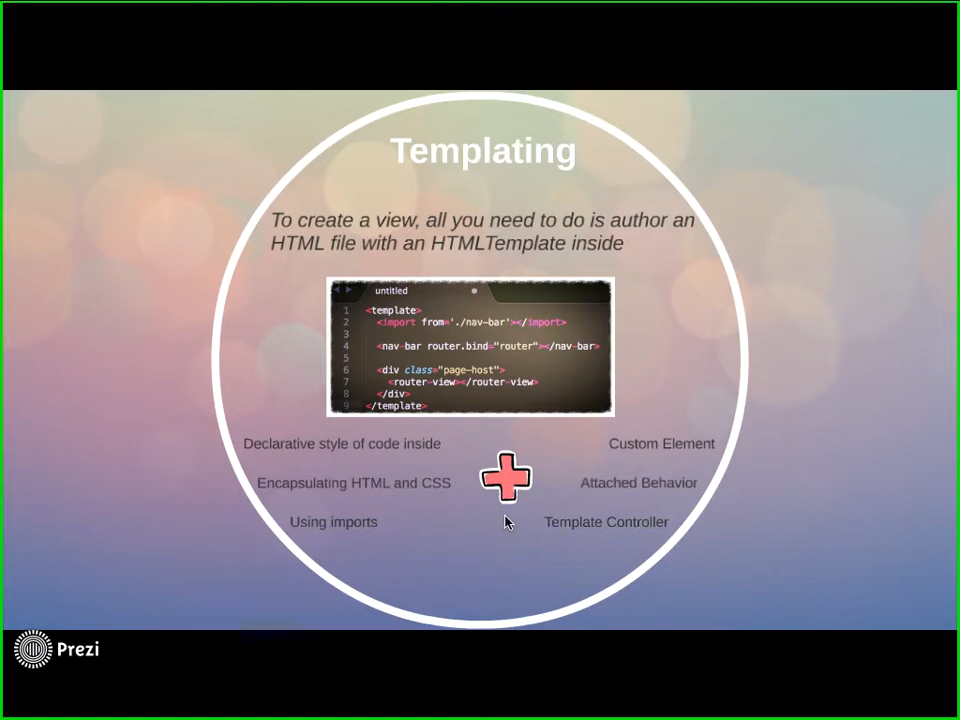 Templating
To create a view, all you need to do is author an
HTML file with an HTMLTemplate inside
untitled
1 <template>
2 <import from='./nav-bar'></import>
3
4 <nav-bar router.bind="router"></nav-bar>
5
6 <div class="page-host">
7 <router-view></router-view>
8 </div>
9 </template>
Declarative style of code inside
Custom Element
Encapsulating HTML and CSS
Attached Behavior
Using imports
Template Controller
Prezi